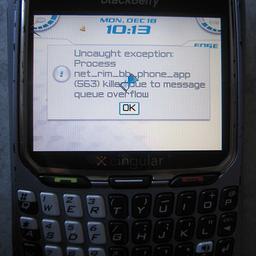 BlackBerry
MON, DEC 18
10:13
EDGE
Uncaught exception:
Process
net_rim_bb_phone_app
(563) killed due to message
queue overflow
OK
cingular
Q W E R T Y U I O P
A S D F G H J K L